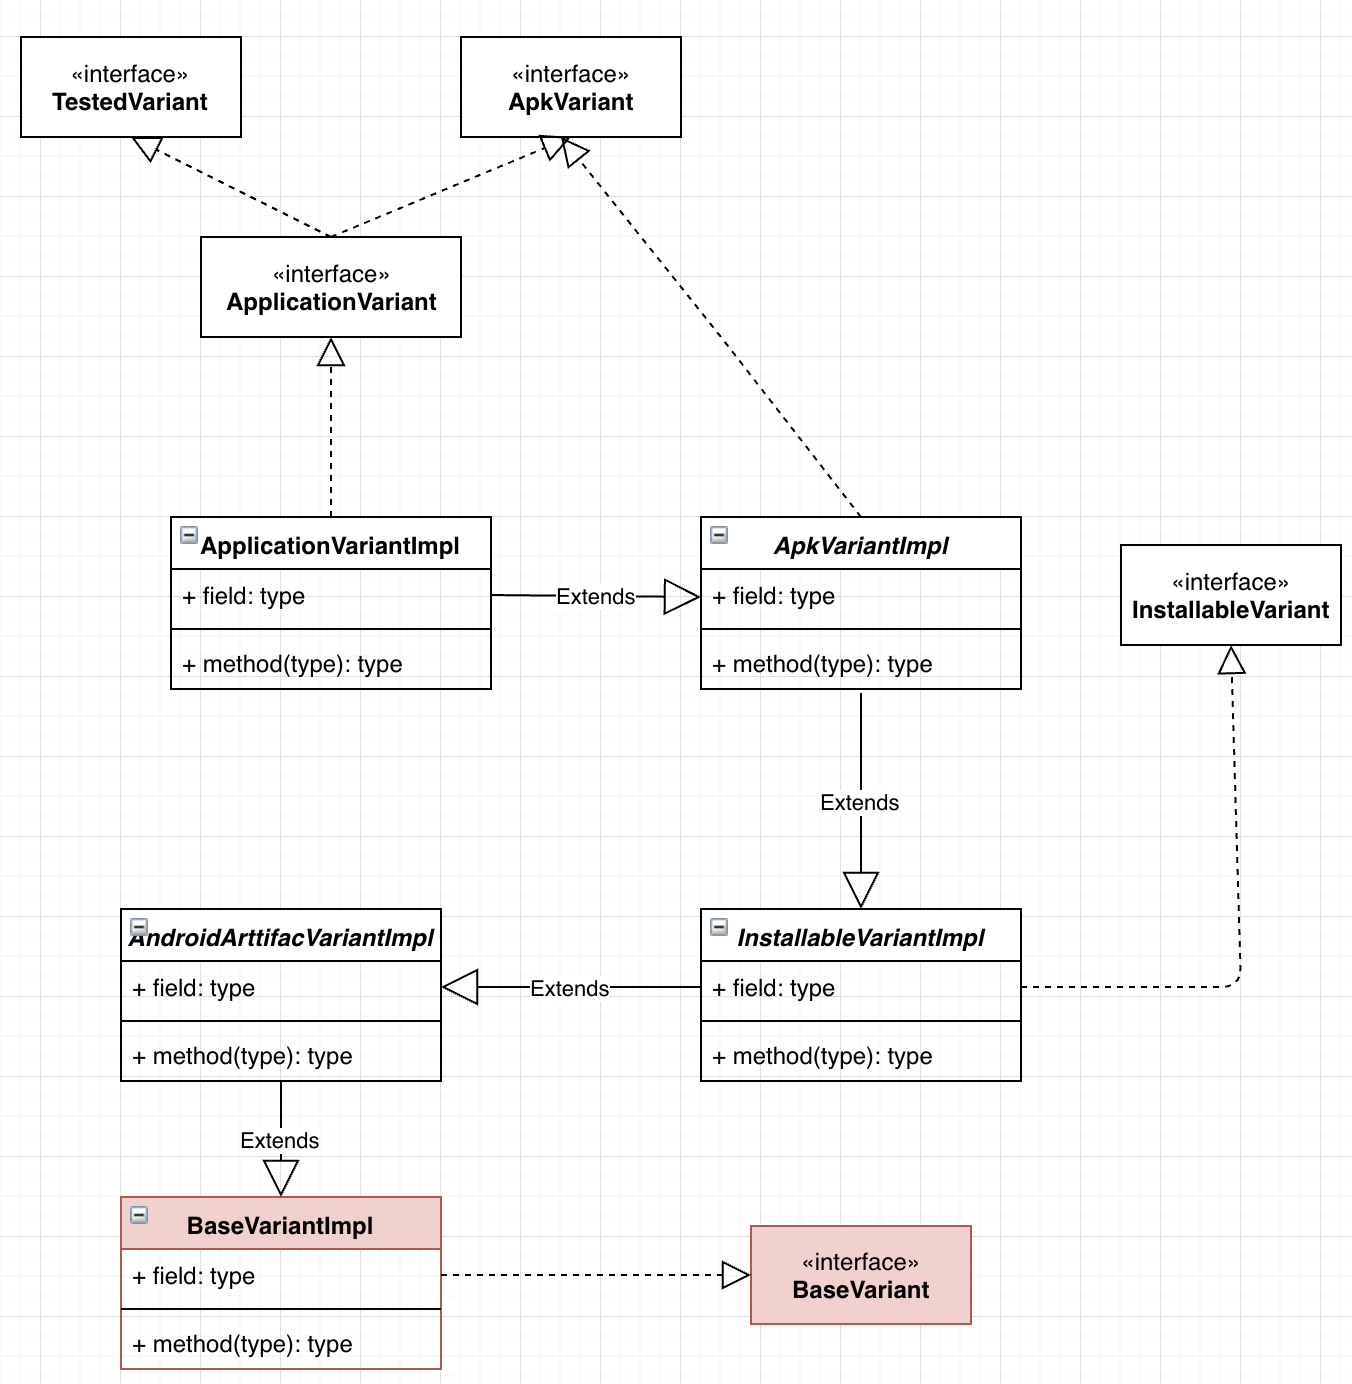 «interface»
TestedVariant
«interface»
ApkVariant
«interface»
ApplicationVariant
ApplicationVariantImpl
+ field: type
+ method(type): type
Extends
ApkVariantImpl
+ field: type
+ method(type): type
«interface»
InstallableVariant
Extends
AndroidArttifacVariantImpl
+ field: type
+ method(type): type
Extends
InstallableVariantImpl
+ field: type
+ method(type): type
Extends
BaseVariantImpl
+ field: type
+ method(type): type
«interface»
BaseVariant